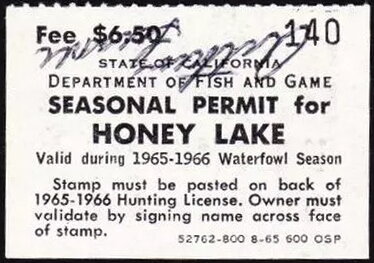 Fee $6.50 140
STATE OF CALIFORNIA
DEPARTMENT OF FISH AND GAME
SEASONAL PERMIT for
HONEY LAKE
Valid during 1965-1966 Waterfowl Season
Stamp must be pasted on back of
1965-1966 Hunting License. Owner must
validate by signing name across face
of stamp.
52762-800 8-65 600 OSP